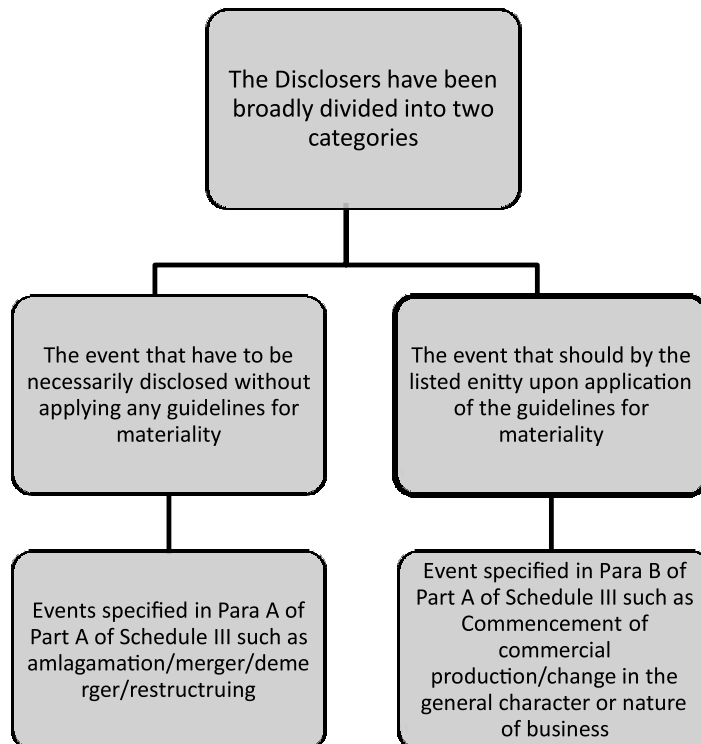 The Disclosers have been
broadly divided into two
categories
The event that have to be
necessarily disclosed without
applying any guidelines for
materiality
The event that should by the
listed enitty upon application
of the guidelines for
materiality
Events specified in Para A of
Part A of Schedule III such as
amlagamation/merger/deme
rger/restructruing
Event specified in Para B of
Part A of Schedule III such as
Commencement of
commercial
production/change in the
general character or nature
of business